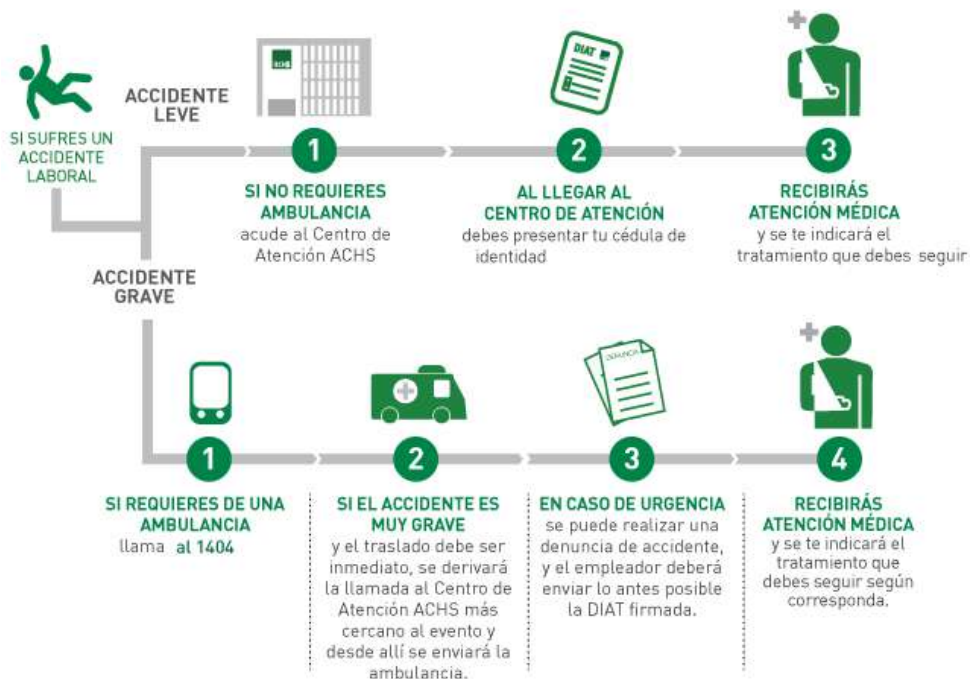 SI SUFRES UN
ACCIDENTE
LABORAL
ACCIDENTE
LEVE
1
SI NO REQUIERES
AMBULANCIA
acude al Centro de
Atención ACHS
DIAT
2
AL LLEGAR AL
CENTRO DE ATENCIÓN
debes presentar tu cédula de
identidad
3
RECIBIRÁS
ATENCIÓN MÉDICA
y se te indicará el
tratamiento que debes seguir
ACCIDENTE
GRAVE
1
SI REQUIERES DE UNA
AMBULANCIA
llama al 1404
2
SI EL ACCIDENTE ES
MUY GRAVE
y el traslado debe ser
inmediato, se derivará
la llamada al Centro de
Atención ACHS más
cercano al evento y
desde allí se enviará la
ambulancia.
DENUNCIA
3
EN CASO DE URGENCIA
se puede realizar una
denuncia de accidente,
y el empleador deberá
enviar lo antes posible
la DIAT firmada.
4
RECIBIRÁS
ATENCIÓN MÉDICA
y se te indicará el
tratamiento que
debes seguir según
corresponda.